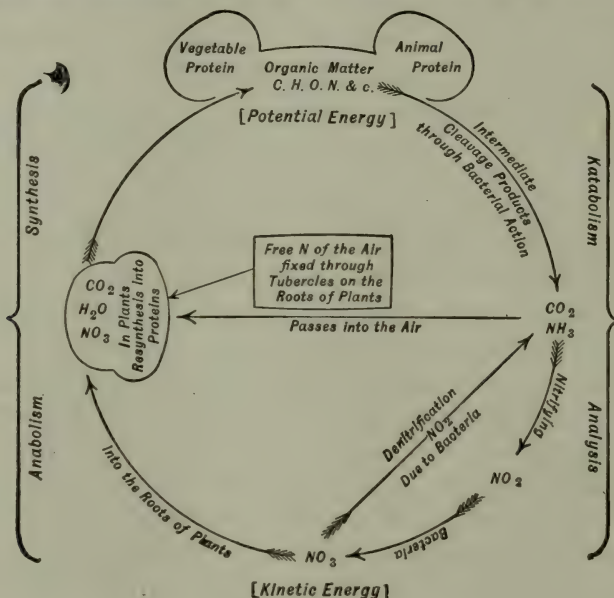 Vegetable
Protein
Animal
Protein
Organic Matter
C. H. O. N. & c.
[Potential Energy]
Synthesis
Anabolism
Katabolism
Analysis
Intermediate
Cleavage Products
through Bacterial Action
Free N of the Air
fixed through
Tubercles on the
Roots of Plants
CO2
H2O
NO3
In Plants
Resynthesis Into
Proteins
Passes into the Air
CO2
NH3
Nitrifying
NO2
Bacteria
Denitrification
NO2
Due to Bacteria
Into the Roots of Plants
NO3
[Kinetic Energy]